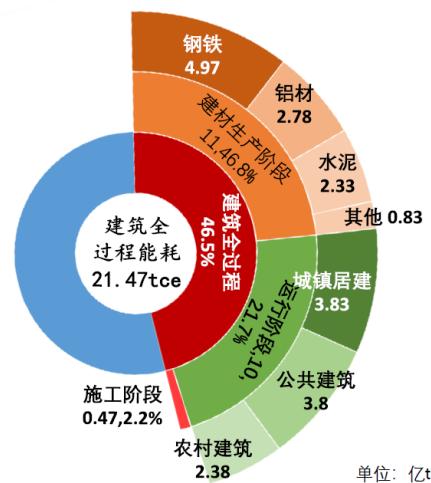 钢铁
4.97
铝材
2.78
水泥
2.33
其他 0.83
建材生产阶段
11,46.8%
建筑全过程
46.5%
建筑全
过程能耗
21.47tce
城镇居建
3.83
运行阶段,10,
21.7%
公共建筑
3.8
施工阶段
0.47,2.2%
农村建筑
2.38
单位：亿t